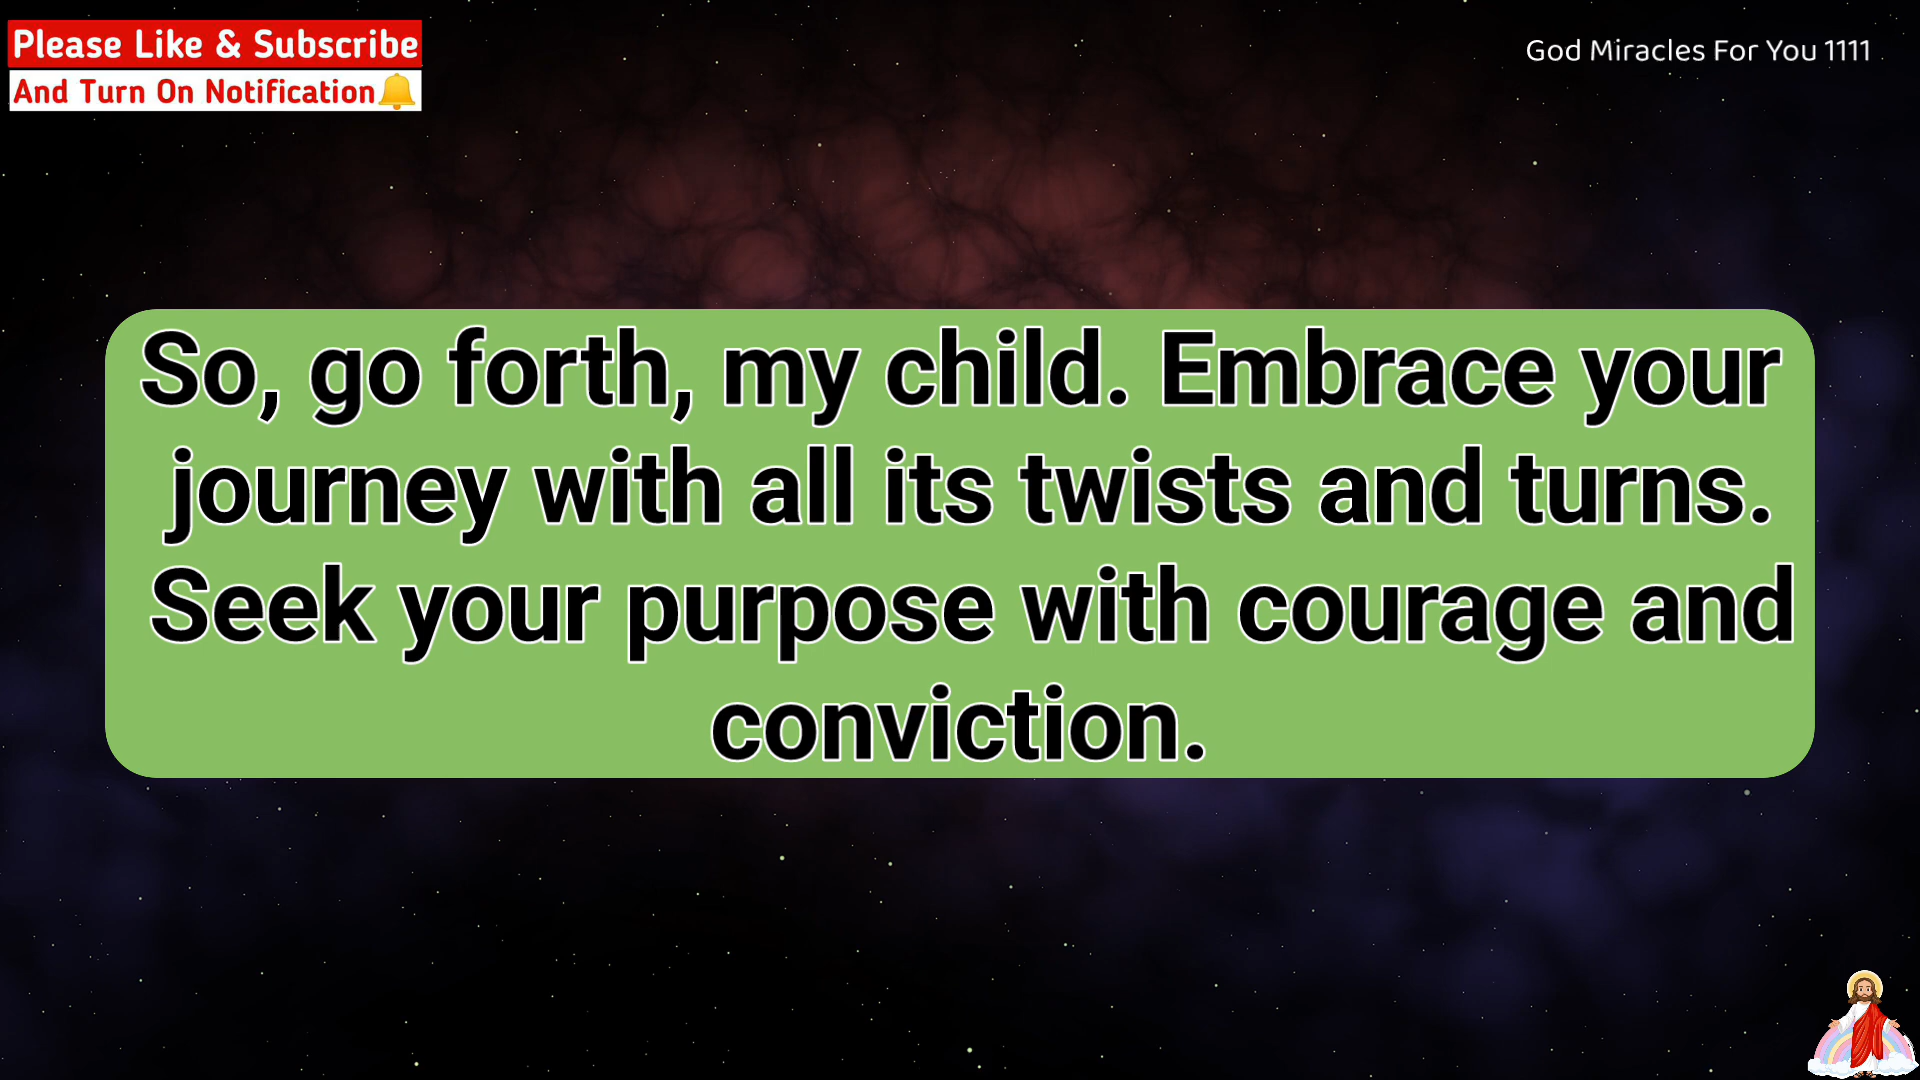 Please Like & Subscribe
And Turn On Notification🔔
God Miracles For You 1111
So, go forth, my child. Embrace your
journey with all its twists and turns.
Seek your purpose with courage and
conviction.